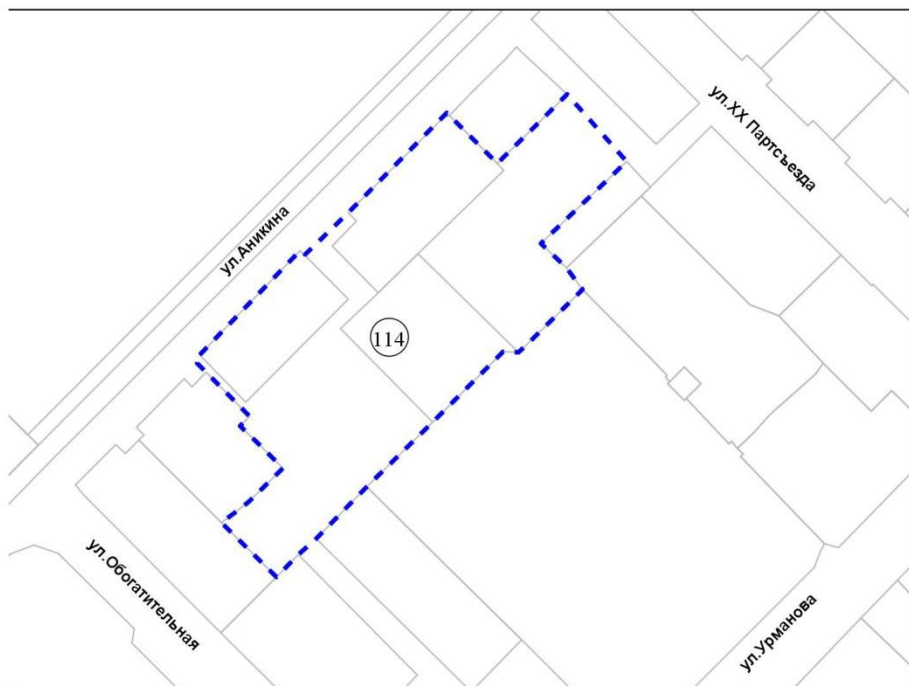 ул.XX Партсъезда
ул.Аникина
114
ул.Обогатительная
ул.Урманова